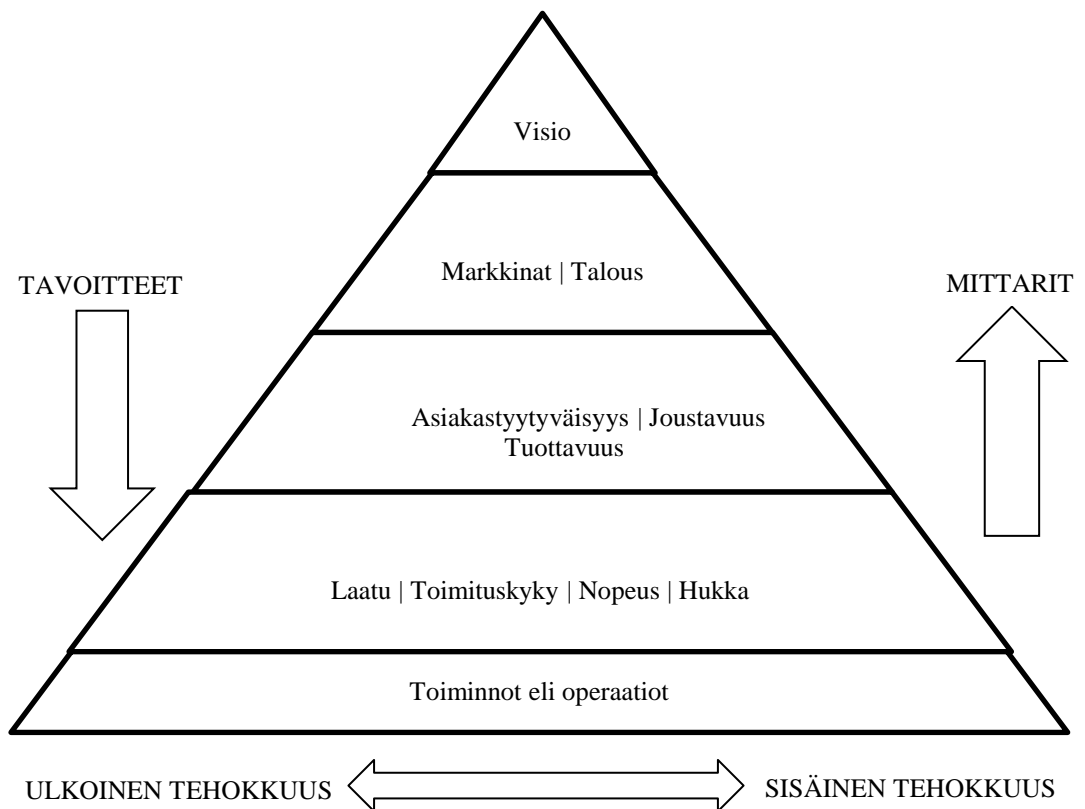 Visio
Markkinat | Talous
TAVOITTEET
MITTARIT
Asiakastyytyväisyys | Joustavuus
Tuottavuus
Laatu | Toimituskyky | Nopeus | Hukka
Toiminnot eli operaatiot
ULKOINEN TEHOKKUUS
SISÄINEN TEHOKKUUS